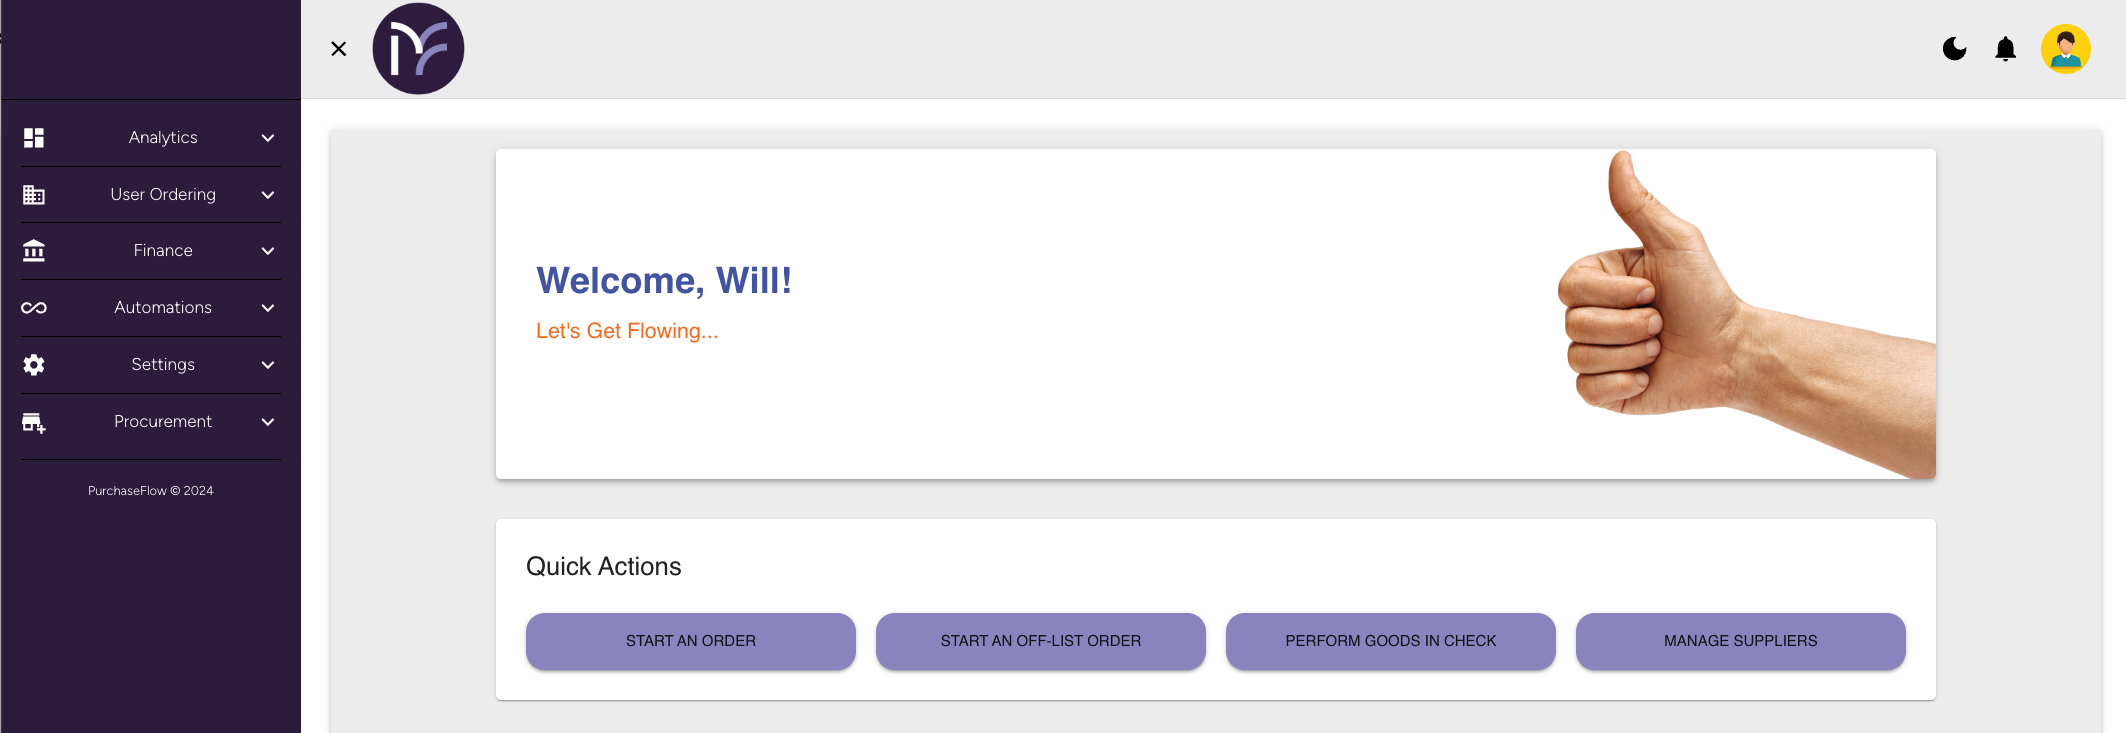 Analytics
User Ordering
Finance
Automations
Settings
Procurement
PurchaseFlow © 2024
Welcome, Will!
Let's Get Flowing...
Quick Actions
START AN ORDER
START AN OFF-LIST ORDER
PERFORM GOODS IN CHECK
MANAGE SUPPLIERS